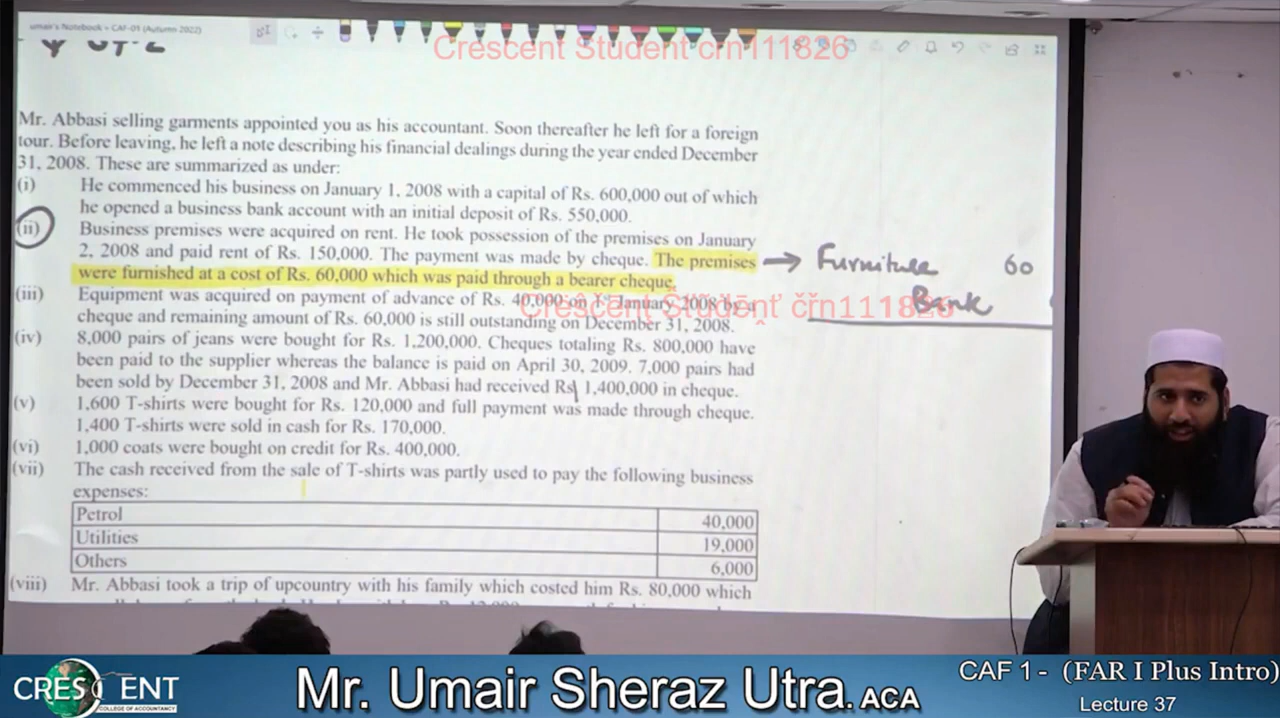 umair's Notebook » CAF-01 (Autumn 2022)
Crescent Student crn111826
Mr. Abbasi selling garments appointed you as his accountant. Soon thereafter he left for a foreign
tour. Before leaving, he left a note describing his financial dealings during the year ended December
31, 2008. These are summarized as under:
(i) He commenced his business on January 1, 2008 with a capital of Rs. 600,000 out of which
he opened a business bank account with an initial deposit of Rs. 550,000.
(ii) Business premises were acquired on rent. He took possession of the premises on January
2, 2008 and paid rent of Rs. 150,000. The payment was made by cheque. The premises → Furniture 60
were furnished at a cost of Rs. 60,000 which was paid through a bearer cheque.
Bank
(iii) Equipment was acquired on payment of advance of Rs. 40,000 on 1st January 2008 by a
Crescent Student crn111826
cheque and remaining amount of Rs. 60,000 is still outstanding on December 31, 2008.
(iv) 8,000 pairs of jeans were bought for Rs. 1,200,000. Cheques totaling Rs. 800,000 have
been paid to the supplier whereas the balance is paid on April 30, 2009. 7,000 pairs had
been sold by December 31, 2008 and Mr. Abbasi had received Rs 1,400,000 in cheque.
(v) 1,600 T-shirts were bought for Rs. 120,000 and full payment was made through cheque.
1,400 T-shirts were sold in cash for Rs. 170,000.
(vi) 1,000 coats were bought on credit for Rs. 400,000.
(vii) The cash received from the sale of T-shirts was partly used to pay the following business
expenses:
Petrol 40,000
Utilities 19,000
Others 6,000
(viii) Mr. Abbasi took a trip of upcountry with his family which costed him Rs. 80,000 which
CRESCENT
COLLEGE OF ACCOUNTANCY
Mr. Umair Sheraz Utra. ACA
CAF 1 - (FAR I Plus Intro)
Lecture 37